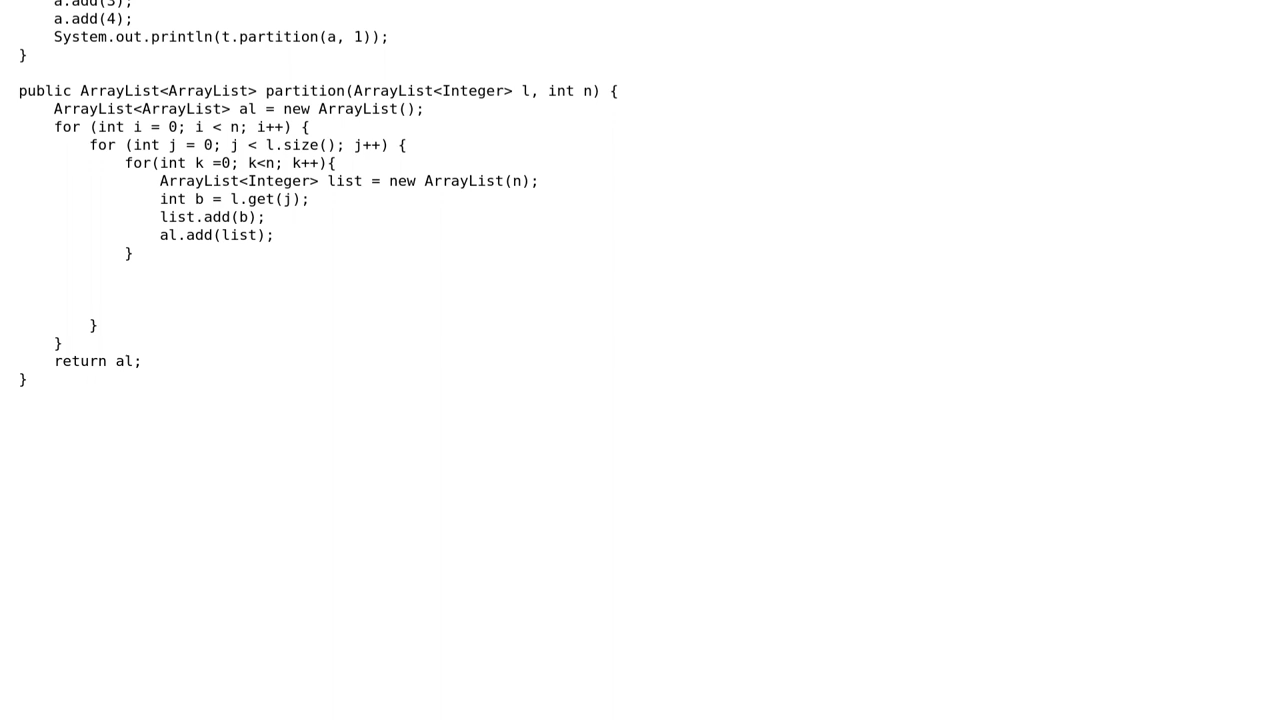 a.add(3);
a.add(4);
System.out.println(t.partition(a, 1));
}
public ArrayList<ArrayList> partition(ArrayList<Integer> l, int n) {
ArrayList<ArrayList> al = new ArrayList();
for (int i = 0; i < n; i++) {
for (int j = 0; j < l.size(); j++) {
for(int k =0; k<n; k++){
ArrayList<Integer> list = new ArrayList(n);
int b = l.get(j);
list.add(b);
al.add(list);
}
}
}
return al;
}